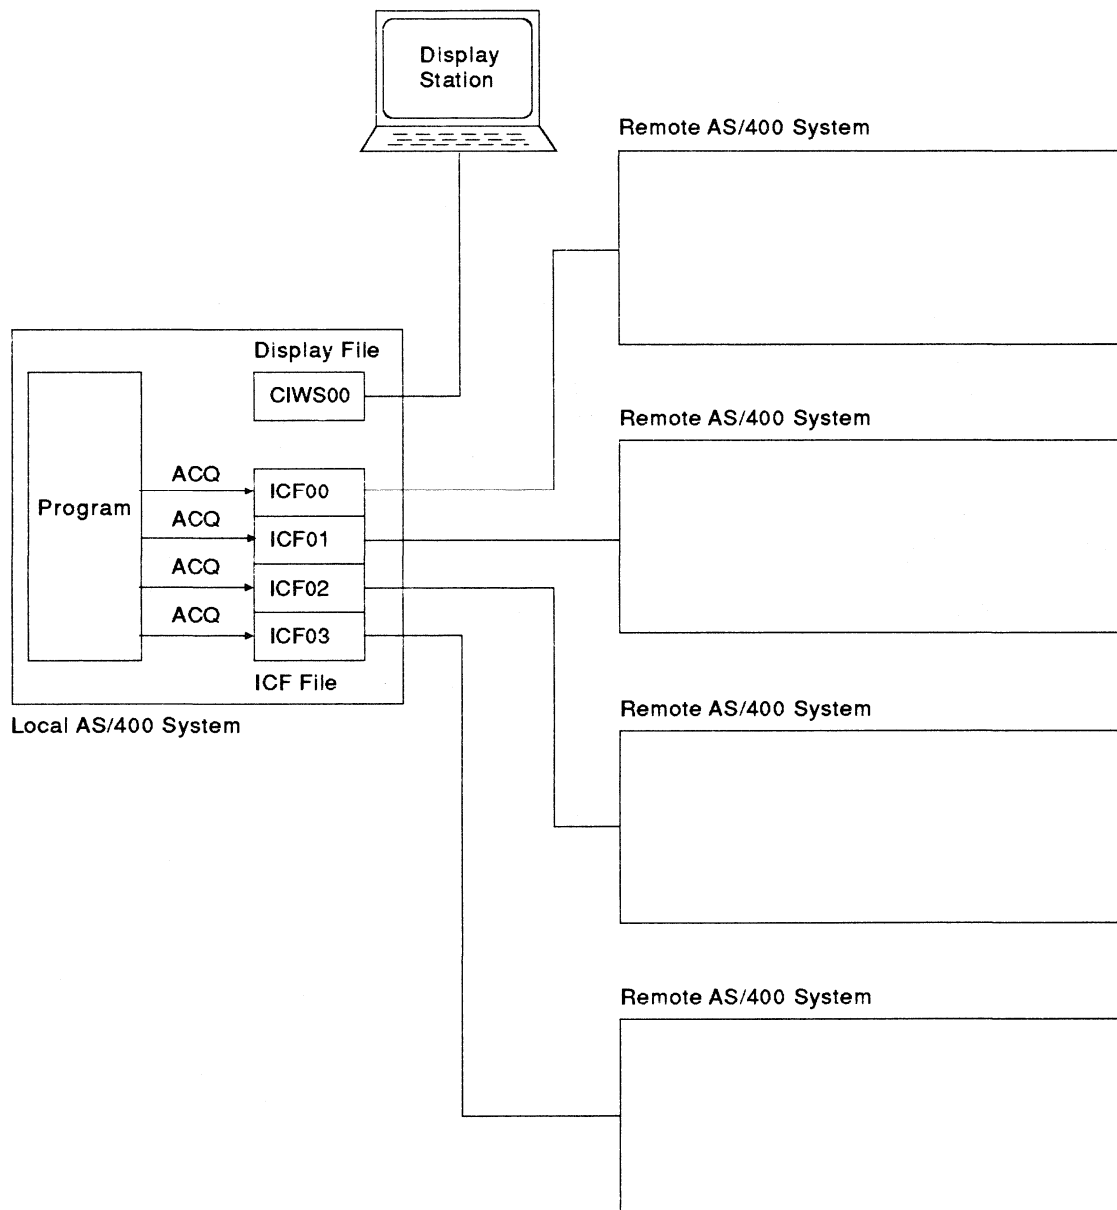 Display
Station
Remote AS/400 System
Display File
CIWS00
Remote AS/400 System
ACQ
ICF00
Program
ACQ
ICF01
ACQ
ICF02
ACQ
ICF03
ICF File
Local AS/400 System
Remote AS/400 System
Remote AS/400 System